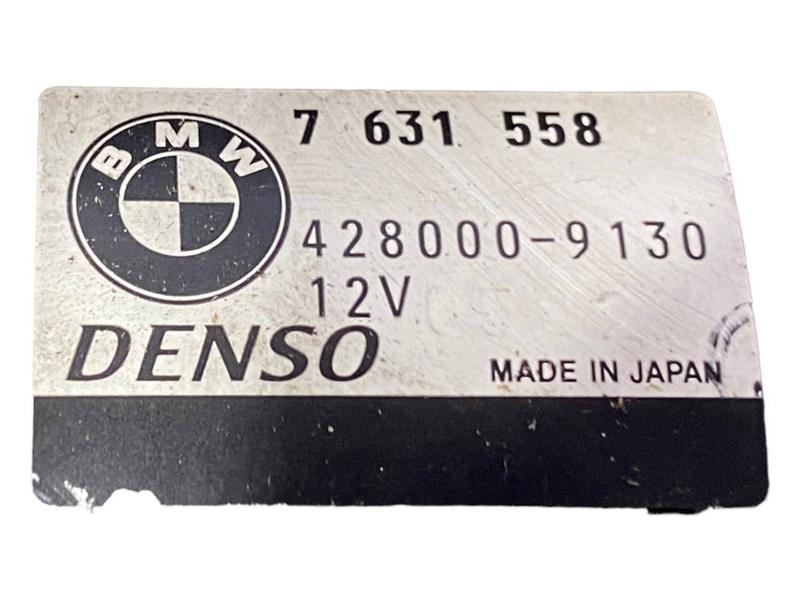 BMW
7 631 558
428000-9130
12V
DENSO
MADE IN JAPAN